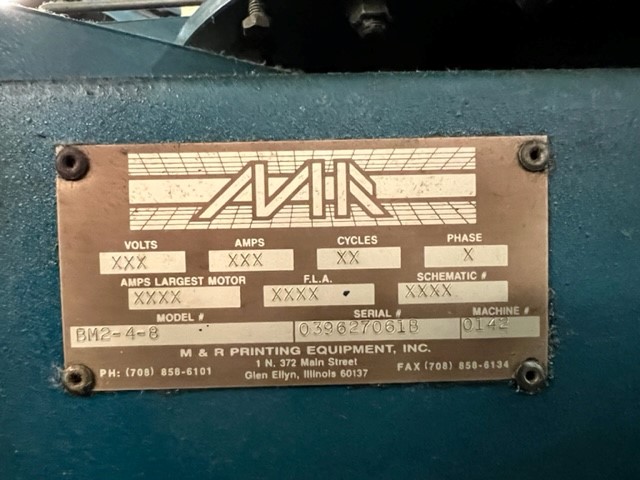 M&R
VOLTS AMPS CYCLES PHASE
XXX XXX XX X
AMPS LARGEST MOTOR F.L.A. SCHEMATIC #
XXXX XXXX XXXX
MODEL # SERIAL # MACHINE #
BM2-4-8 039627061B
M & R PRINTING EQUIPMENT, INC.
1 N. 372 Main Street
PH: (708) 858-6101 Glen Ellyn, Illinois 60137 FAX (708) 858-6134